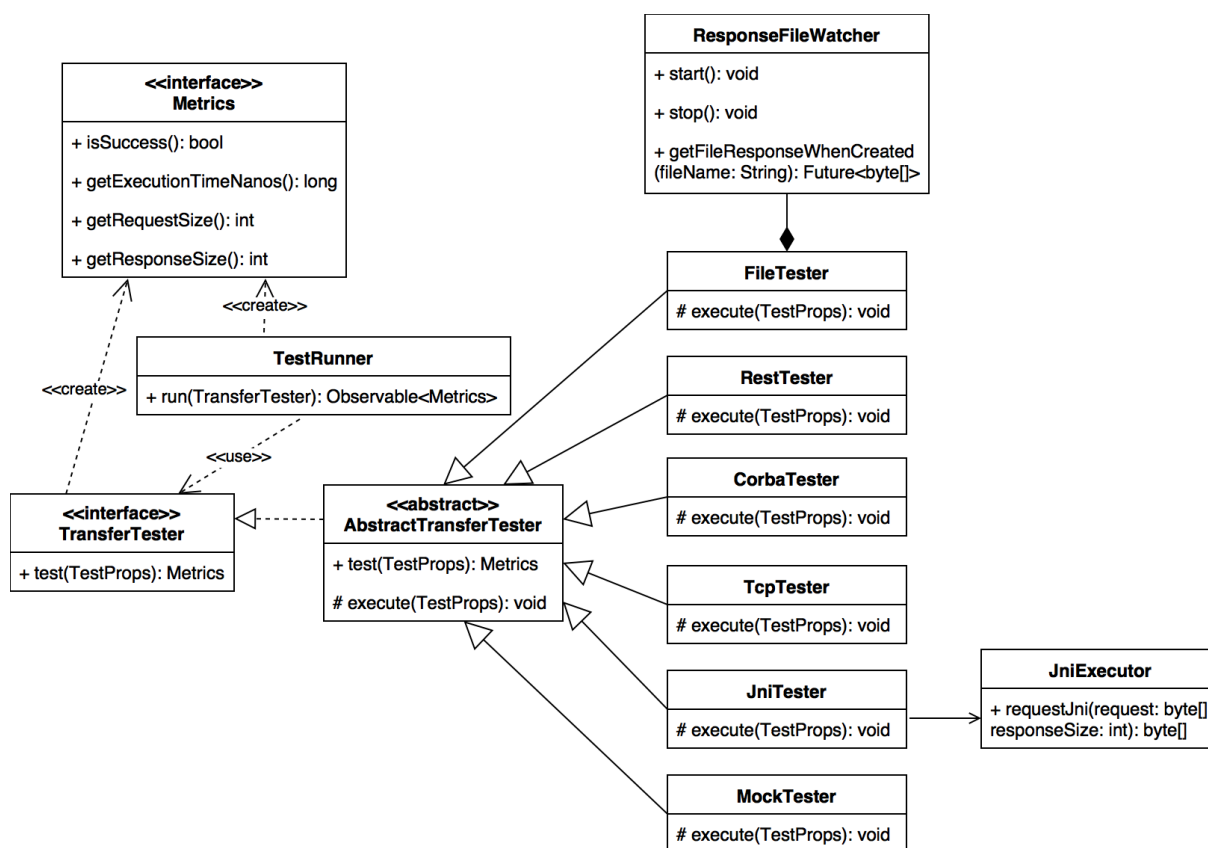 ResponseFileWatcher
+ start(): void
+ stop(): void
+ getFileResponseWhenCreated
(fileName: String): Future<byte[]>
<<interface>>
Metrics
+ isSuccess(): bool
+ getExecutionTimeNanos(): long
+ getRequestSize(): int
+ getResponseSize(): int
<<create>>
<<create>>
TestRunner
+ run(TransferTester): Observable<Metrics>
<<use>>
<<interface>>
TransferTester
+ test(TestProps): Metrics
<<abstract>>
AbstractTransferTester
+ test(TestProps): Metrics
# execute(TestProps): void
FileTester
# execute(TestProps): void
RestTester
# execute(TestProps): void
CorbaTester
# execute(TestProps): void
TcpTester
# execute(TestProps): void
JniTester
# execute(TestProps): void
MockTester
# execute(TestProps): void
JniExecutor
+ requestJni(request: byte[]
responseSize: int): byte[]